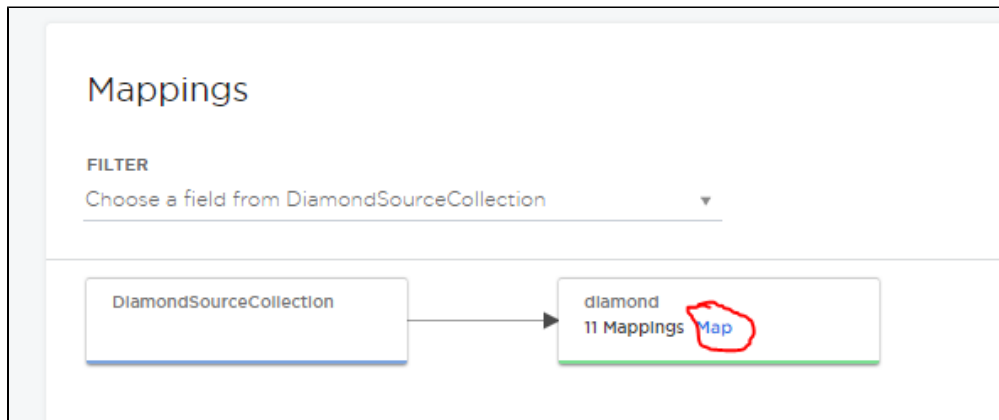 Mappings
FILTER
Choose a field from DiamondSourceCollection
DiamondSourceCollection
diamond
11 Mappings Map